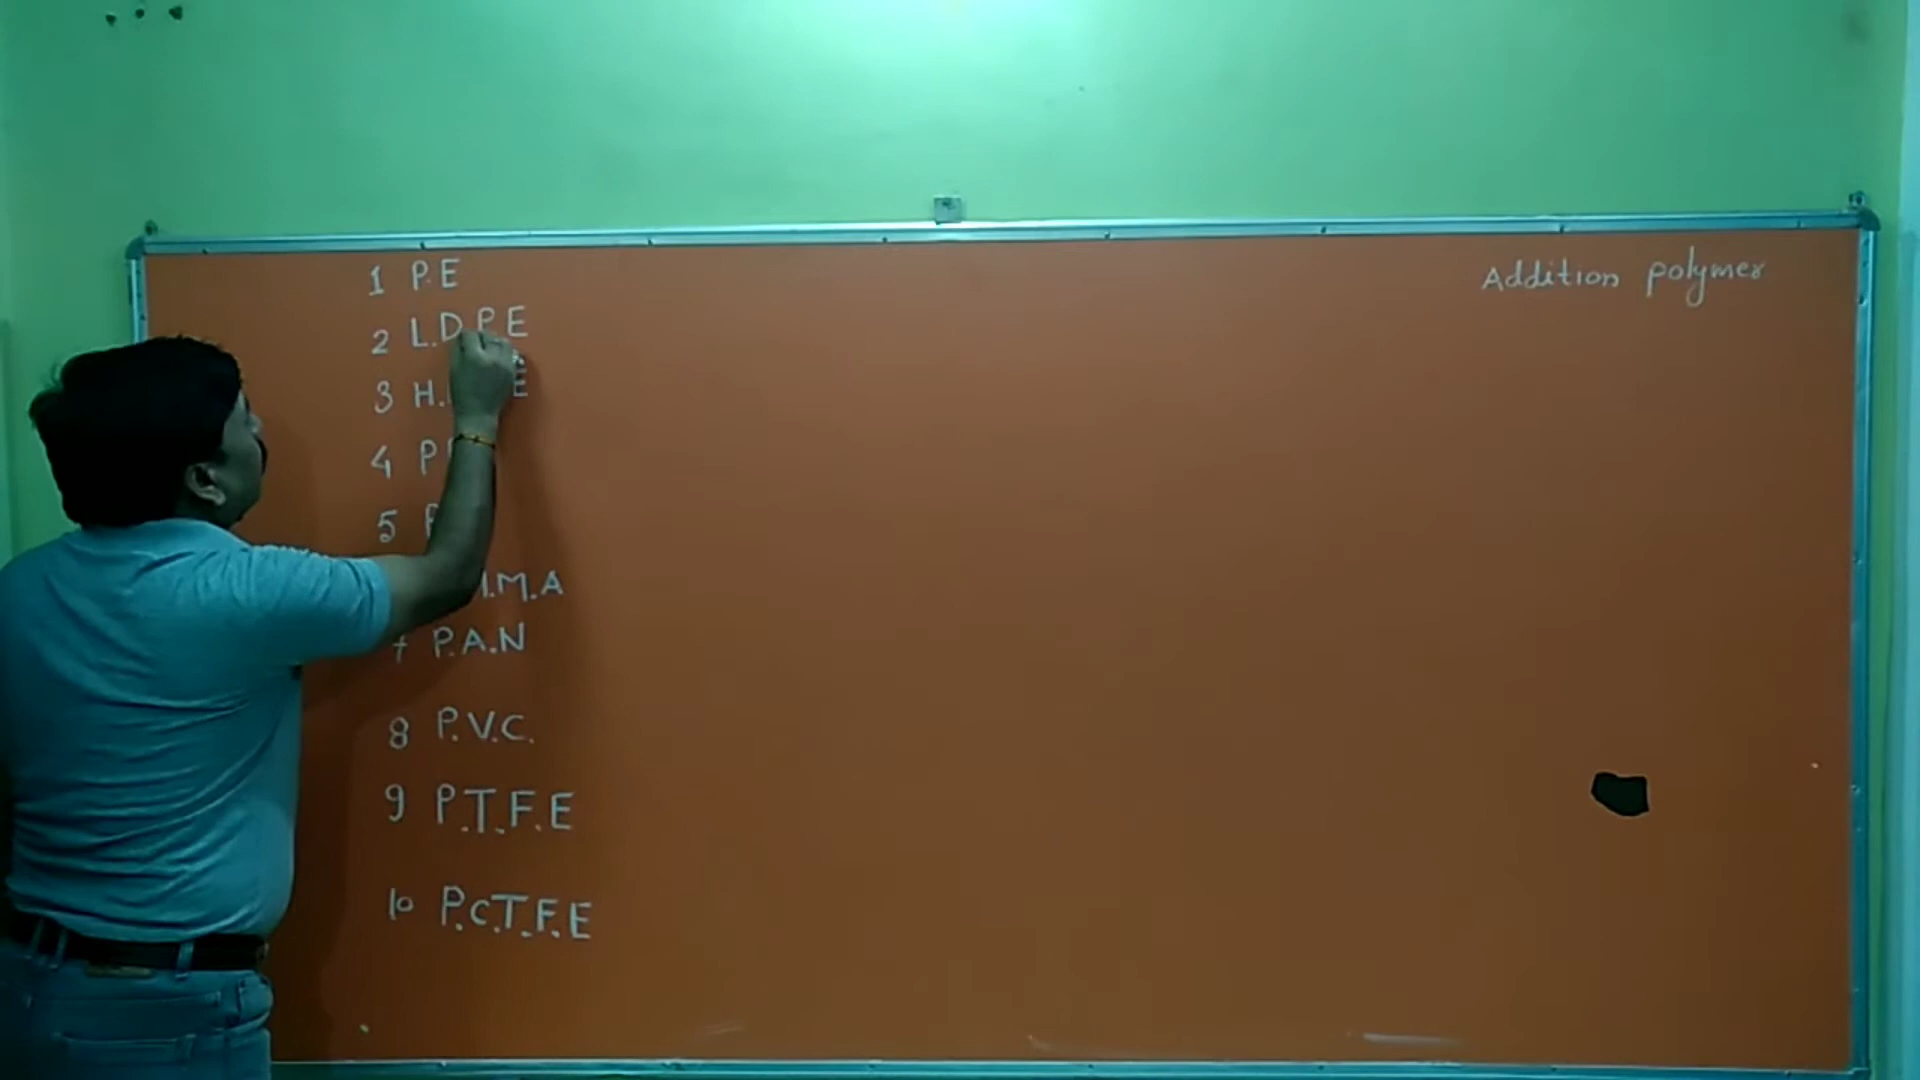 Addition polymer
1 P.E
2 L.D.P.E
3 H. E
4 P
5 P
.M.A
7 P.A.N
8 P.V.C.
9 P.T.F.E
10 P.C.T.F.E